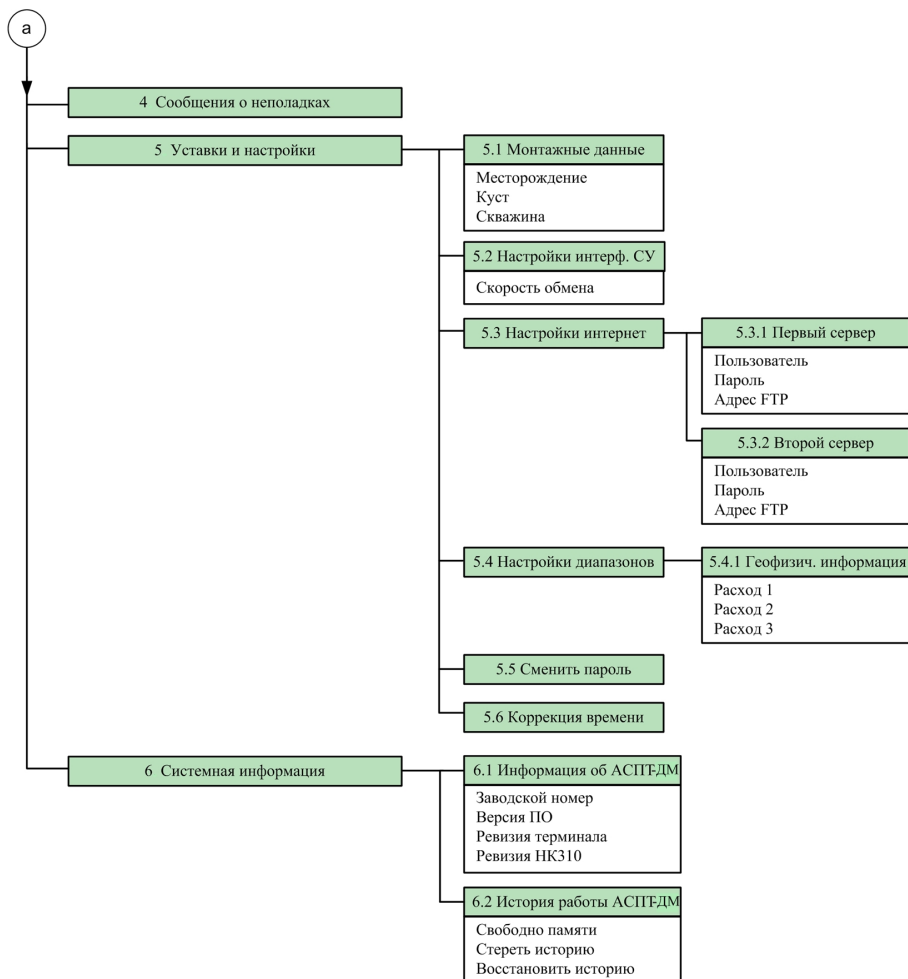 a
4 Сообщения о неполадках
5 Уставки и настройки
5.1 Монтажные данные
Месторождение
Куст
Скважина
5.2 Настройки интерф. СУ
Скорость обмена
5.3 Настройки интернет
5.3.1 Первый сервер
Пользователь
Пароль
Адрес FTP
5.3.2 Второй сервер
Пользователь
Пароль
Адрес FTP
5.4 Настройки диапазонов
5.4.1 Геофизич. информация
Расход 1
Расход 2
Расход 3
5.5 Сменить пароль
5.6 Коррекция времени
6 Системная информация
6.1 Информация об АСПТ-ДМ
Заводской номер
Версия ПО
Ревизия терминала
Ревизия НК310
6.2 История работы АСПТ-ДМ
Свободно памяти
Стереть историю
Восстановить историю